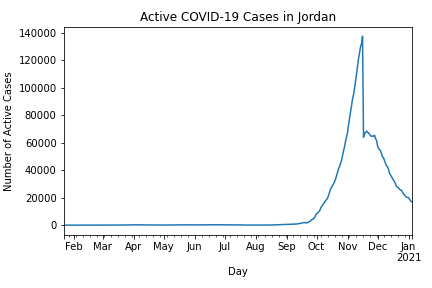 Active COVID-19 Cases in Jordan
Number of Active Cases
140000
120000
100000
80000
60000
40000
20000
0
Feb Mar Apr May Jun Jul Aug Sep Oct Nov Dec Jan
2021
Day